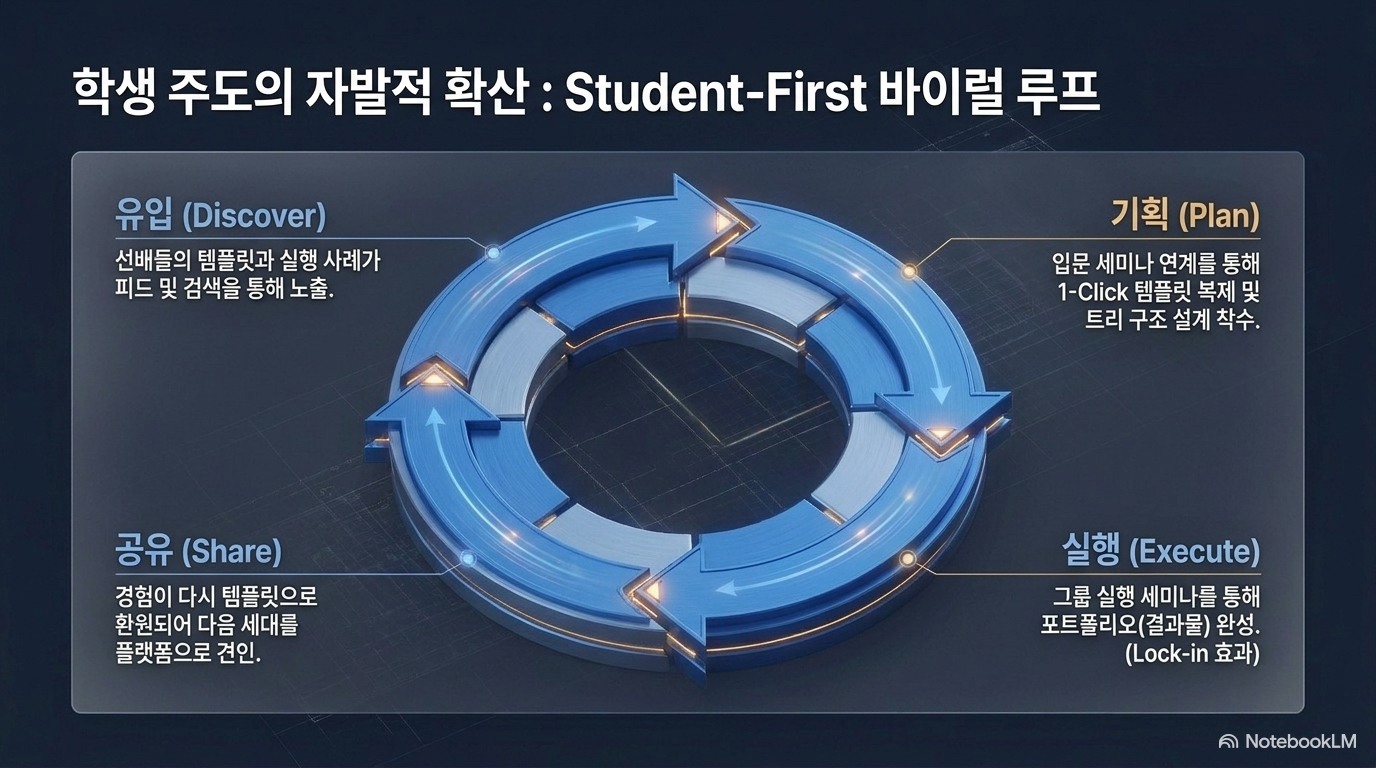 학생 주도의 자발적 확산 : Student-First 바이럴 루프
유입 (Discover)
선배들의 템플릿과 실행 사례가
피드 및 검색을 통해 노출.
기획 (Plan)
입문 세미나 연계를 통해
1-Click 템플릿 복제 및
트리 구조 설계 착수.
공유 (Share)
경험이 다시 템플릿으로
환원되어 다음 세대를
플랫폼으로 견인.
실행 (Execute)
그룹 실행 세미나를 통해
포트폴리오(결과물) 완성.
(Lock-in 효과)
NotebookLM